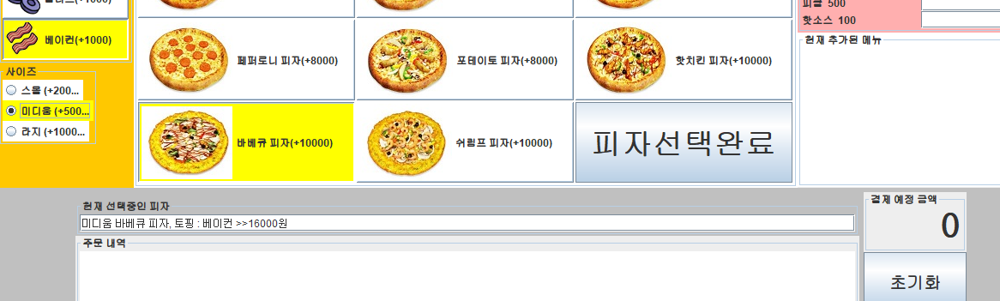 베이컨(+1000)
사이즈
스몰 (+200...
미디움 (+500...
라지 (+1000...
페퍼로니 피자(+8000)
포테이토 피자(+8000)
핫치킨 피자(+10000)
바베큐 피자(+10000)
쉬림프 피자(+10000)
피자선택완료
피클 500
핫소스 100
현재 추가된 메뉴
현재 선택중인 피자
미디움 바베큐 피자, 토핑 : 베이컨 >>16000원
주문 내역
결제 예정 금액
0
초기화